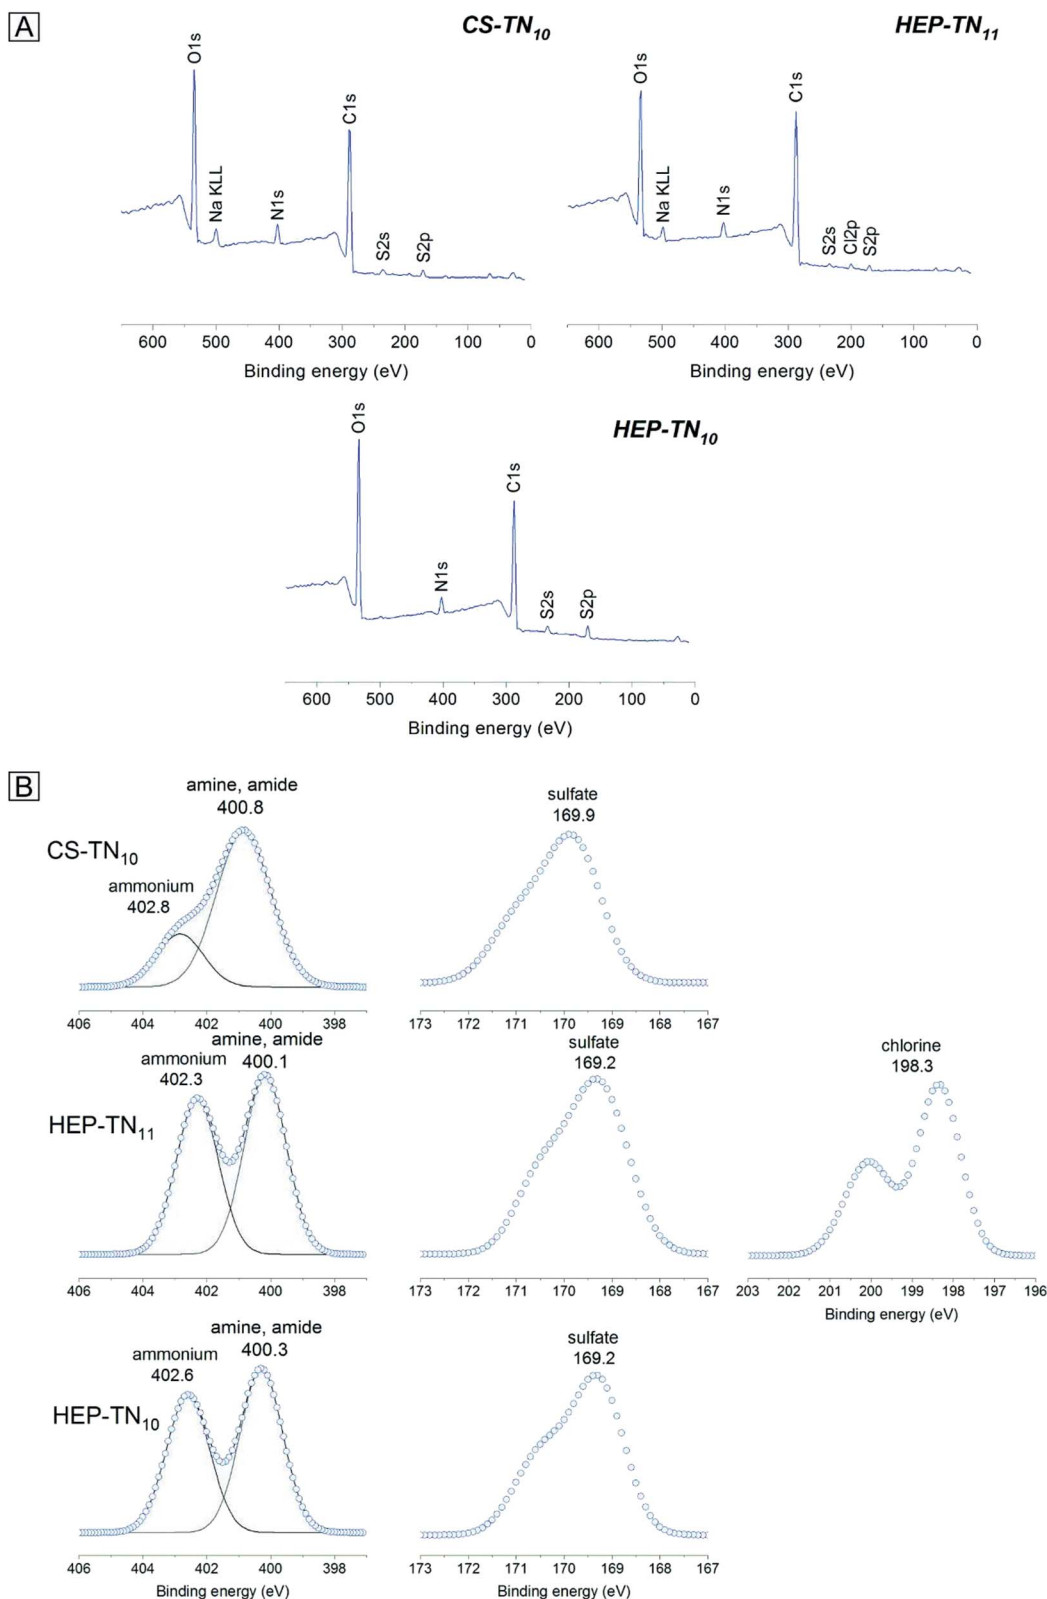 A
CS-TN10
HEP-TN11
O1s
Na KLL
N1s
C1s
S2s
S2p
600 500 400 300 200 100 0
Binding energy (eV)
O1s
Na KLL
N1s
C1s
S2s
Cl2p
S2p
600 500 400 300 200 100 0
Binding energy (eV)
HEP-TN10
O1s
N1s
C1s
S2s
S2p
600 500 400 300 200 100 0
Binding energy (eV)
B
CS-TN10
amine, amide
400.8
ammonium
402.8
406 404 402 400 398
sulfate
169.9
173 172 171 170 169 168 167
HEP-TN11
amine, amide
400.1
ammonium
402.3
406 404 402 400 398
sulfate
169.2
173 172 171 170 169 168 167
chlorine
198.3
203 202 201 200 199 198 197 196
Binding energy (eV)
HEP-TN10
amine, amide
400.3
ammonium
402.6
406 404 402 400 398
Binding energy (eV)
sulfate
169.2
173 172 171 170 169 168 167
Binding energy (eV)